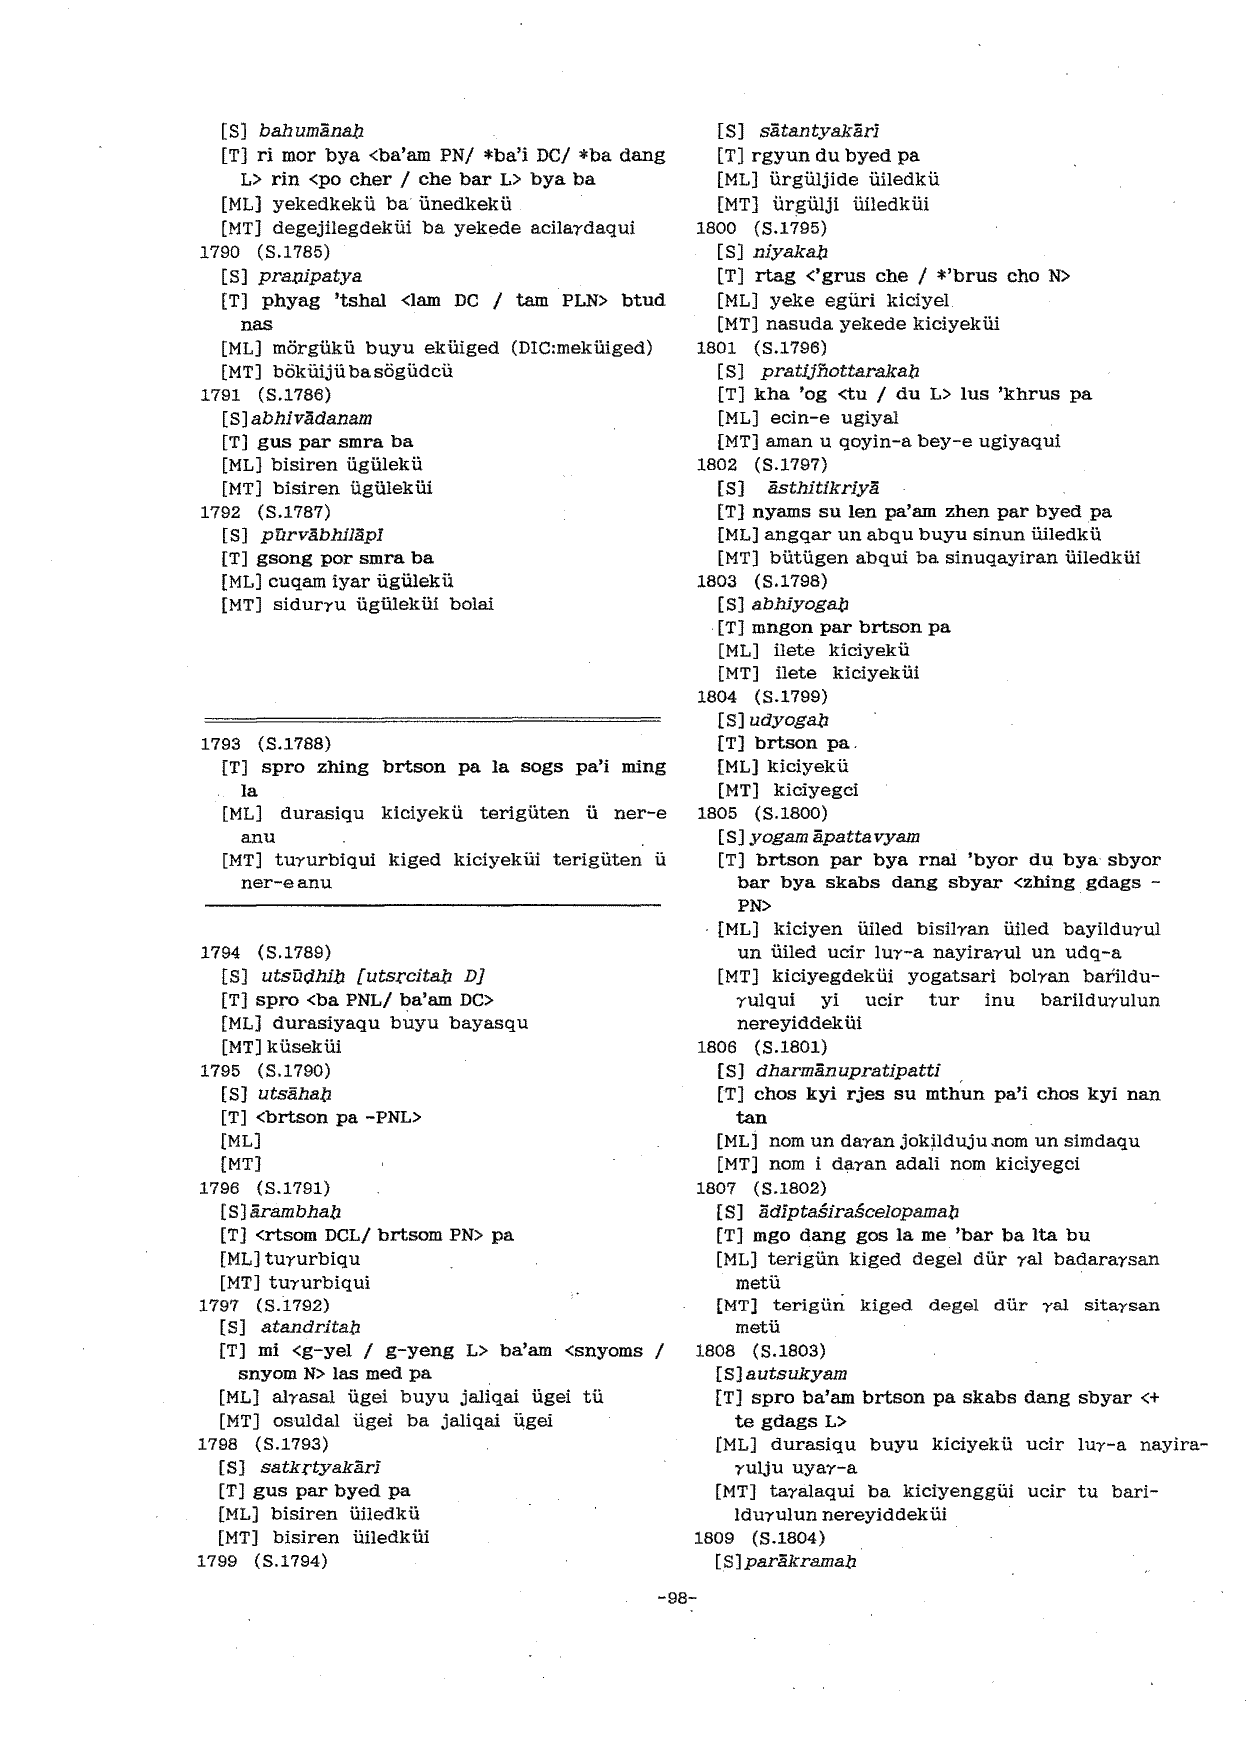 [S] bahumānaḥ
[T] ri mor bya <ba'am PN/ *ba'i DC/ *ba dang
L> rin <po cher / che bar L> bya ba
[ML] yekedkekü ba ünedkekü
[MT] degejilegdeküi ba yekede acilaγdaqui
1790 (S.1785)
[S] praṇipatya
[T] phyag 'tshal <lam DC / tam PLN> btud
nas
[ML] mörgükü buyu eküiged (DIC:meküiged)
[MT] böküijü ba sögüdcü
1791 (S.1786)
[S] abhivādanam
[T] gus par smra ba
[ML] bisiren ügülekü
[MT] bisiren ügüleküi
1792 (S.1787)
[S] pūrvābhilāpī
[T] gsong por smra ba
[ML] cuqam iyar ügülekü
[MT] sidurγu ügüleküi bolai
1793 (S.1788)
[T] spro zhing brtson pa la sogs pa'i ming
la
[ML] durasiqu kiciyekü terigüten ü ner-e
anu
[MT] tuγurbiqui kiged kiciyeküi terigüten ü
ner-e anu
1794 (S.1789)
[S] utsūḍhiḥ [utsṛcitaḥ D]
[T] spro <ba PNL/ ba'am DC>
[ML] durasiyaqu buyu bayasqu
[MT] küseküi
1795 (S.1790)
[S] utsāhaḥ
[T] <brtson pa -PNL>
[ML]
[MT]
1796 (S.1791)
[S] ārambhaḥ
[T] <rtsom DCL/ brtsom PN> pa
[ML] tuγurbiqu
[MT] tuγurbiqui
1797 (S.1792)
[S] atandritaḥ
[T] mi <g-yel / g-yeng L> ba'am <snyoms /
snyom N> las med pa
[ML] alγasal ügei buyu jaliqai ügei tü
[MT] osuldal ügei ba jaliqai ügei
1798 (S.1793)
[S] satkṛtyakārī
[T] gus par byed pa
[ML] bisiren üiledkü
[MT] bisiren üiledküi
1799 (S.1794)
[S] sātantyakārī
[T] rgyun du byed pa
[ML] ürgüljide üiledkü
[MT] ürgülji üiledküi
1800 (S.1795)
[S] niyakaḥ
[T] rtag <'grus che / *'brus cho N>
[ML] yeke egüri kiciyel
[MT] nasuda yekede kiciyeküi
1801 (S.1796)
[S] pratijñottarakaḥ
[T] kha 'og <tu / du L> lus 'khrus pa
[ML] ecin-e ugiyal
[MT] aman u qoyin-a bey-e ugiyaqui
1802 (S.1797)
[S] āsthitikriyā
[T] nyams su len pa'am zhen par byed pa
[ML] angqar un abqu buyu sinun üiledkü
[MT] bütügen abqui ba sinuqayiran üiledküi
1803 (S.1798)
[S] abhiyogaḥ
[T] mngon par brtson pa
[ML] ilete kiciyekü
[MT] ilete kiciyeküi
1804 (S.1799)
[S] udyogaḥ
[T] brtson pa
[ML] kiciyekü
[MT] kiciyegci
1805 (S.1800)
[S] yogam āpattavyam
[T] brtson par bya rnal 'byor du bya sbyor
bar bya skabs dang sbyar <zhing gdags -
PN>
[ML] kiciyen üiled bisilγan üiled bayilduγul
un üiled ucir luγ-a nayiraγul un udq-a
[MT] kiciyegdeküi yogatsari bolγan barildu-
γulqui yi ucir tur inu barilduγulun
nereyiddeküi
1806 (S.1801)
[S] dharmānupratipatti
[T] chos kyi rjes su mthun pa'i chos kyi nan
tan
[ML] nom un daγan jokilduju nom un simdaqu
[MT] nom i daγan adali nom kiciyegci
1807 (S.1802)
[S] ādīptaśiraścelopamaḥ
[T] mgo dang gos la me 'bar ba lta bu
[ML] terigün kiged degel dür γal badaraγsan
metü
[MT] terigün kiged degel dür γal sitaγsan
metü
1808 (S.1803)
[S] autsukyam
[T] spro ba'am brtson pa skabs dang sbyar <+
te gdags L>
[ML] durasiqu buyu kiciyekü ucir luγ-a nayira-
γulju uyaγ-a
[MT] taγalaqui ba kiciyenggüi ucir tu bari-
lduγulun nereyiddeküi
1809 (S.1804)
[S] parākramaḥ
-98-